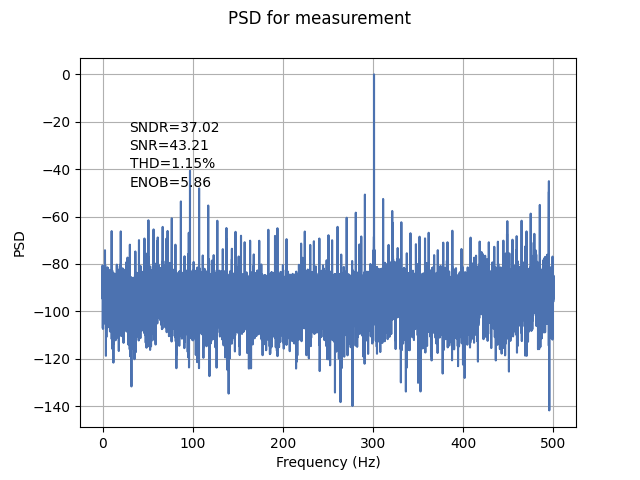 PSD for measurement
0
−20
−40
−60
−80
−100
−120
−140
PSD
SNDR=37.02
SNR=43.21
THD=1.15%
ENOB=5.86
0 100 200 300 400 500
Frequency (Hz)